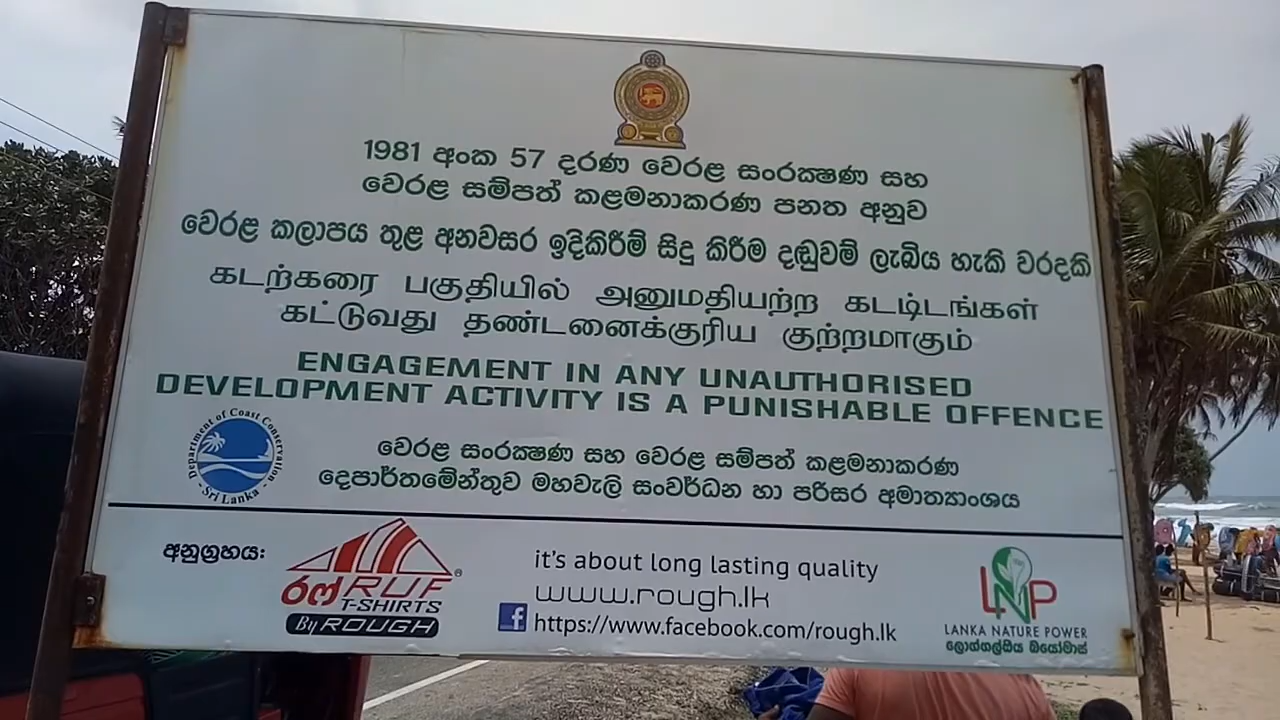 1981 අංක 57 දරණ වෙරළ සංරක්ෂණ සහ
වෙරළ සම්පත් කළමනාකරණ පනත අනුව
වෙරළ කලාපය තුළ අනවසර ඉදිකිරීම් සිදු කිරීම දඬුවම් ලැබිය හැකි වරදකි
கடற்கரை பகுதியில் அனுமதியற்ற கடடிடங்கள்
கட்டுவது தண்டனைக்குரிய குற்றமாகும்
ENGAGEMENT IN ANY UNAUTHORISED
DEVELOPMENT ACTIVITY IS A PUNISHABLE OFFENCE
Department of Coast Conservation
- Sri Lanka -
වෙරළ සංරක්ෂණ සහ වෙරළ සම්පත් කළමනාකරණ
දෙපාර්තමේන්තුව මහවැලි සංවර්ධන හා පරිසර අමාත්‍යාංශය
අනුග්‍රහය:
රෆ් RUF ®
T-SHIRTS
By ROUGH
it's about long lasting quality
www.rough.lk
f https://www.facebook.com/rough.lk
LNP
LANKA NATURE POWER
ලොග්ගල්ඔය බයෝමාස්